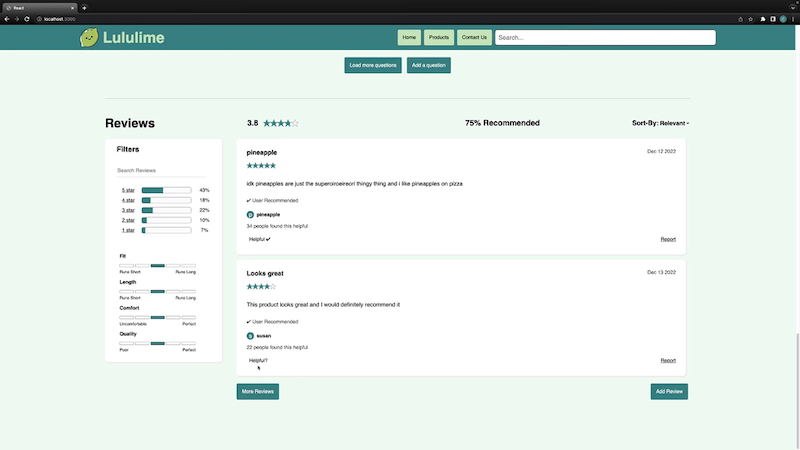 React
localhost:3000
Lululime
Home Products Contact Us Search...
Load more questions Add a question
Reviews 3.8 75% Recommended Sort-By: Relevant
Filters
Search Reviews
5 star 43%
4 star 18%
3 star 22%
2 star 10%
1 star 7%
Fit
Runs Short Runs Long
Length
Runs Short Runs Long
Comfort
Uncomfortable Perfect
Quality
Poor Perfect
pineapple Dec 12 2022
idk pineapples are just the superoiroeireori thingy thing and i like pineapples on pizza
✓ User Recommended
p pineapple
34 people found this helpful
Helpful ✓ Report
Looks great Dec 13 2022
This product looks great and I would definitely recommend it
✓ User Recommended
s susan
22 people found this helpful
Helpful? Report
More Reviews Add Review